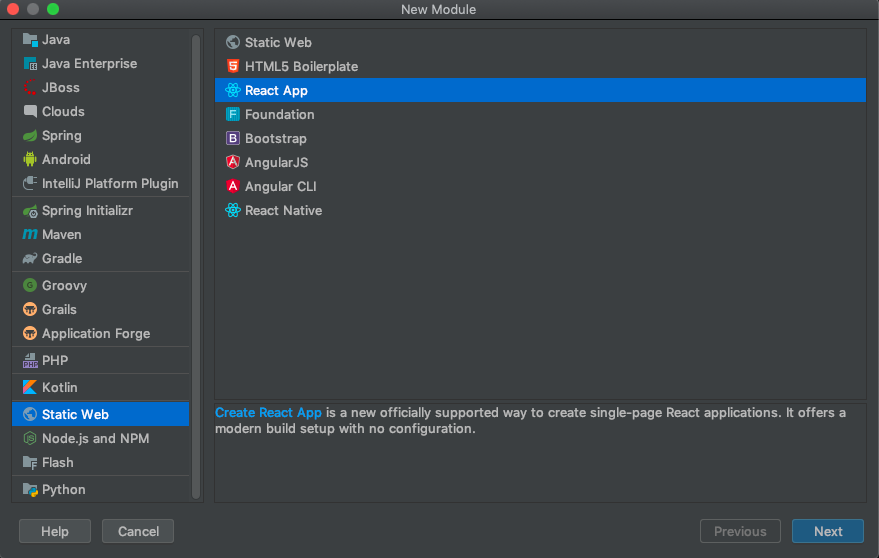 New Module
Java
Java Enterprise
JBoss
Clouds
Spring
Android
IntelliJ Platform Plugin
Spring Initializr
Maven
Gradle
Groovy
Grails
Application Forge
PHP
Kotlin
Static Web
Node.js and NPM
Flash
Python
Static Web
HTML5 Boilerplate
React App
Foundation
Bootstrap
AngularJS
Angular CLI
React Native
Create React App is a new officially supported way to create single-page React applications. It offers a
modern build setup with no configuration.
Help
Cancel
Previous
Next